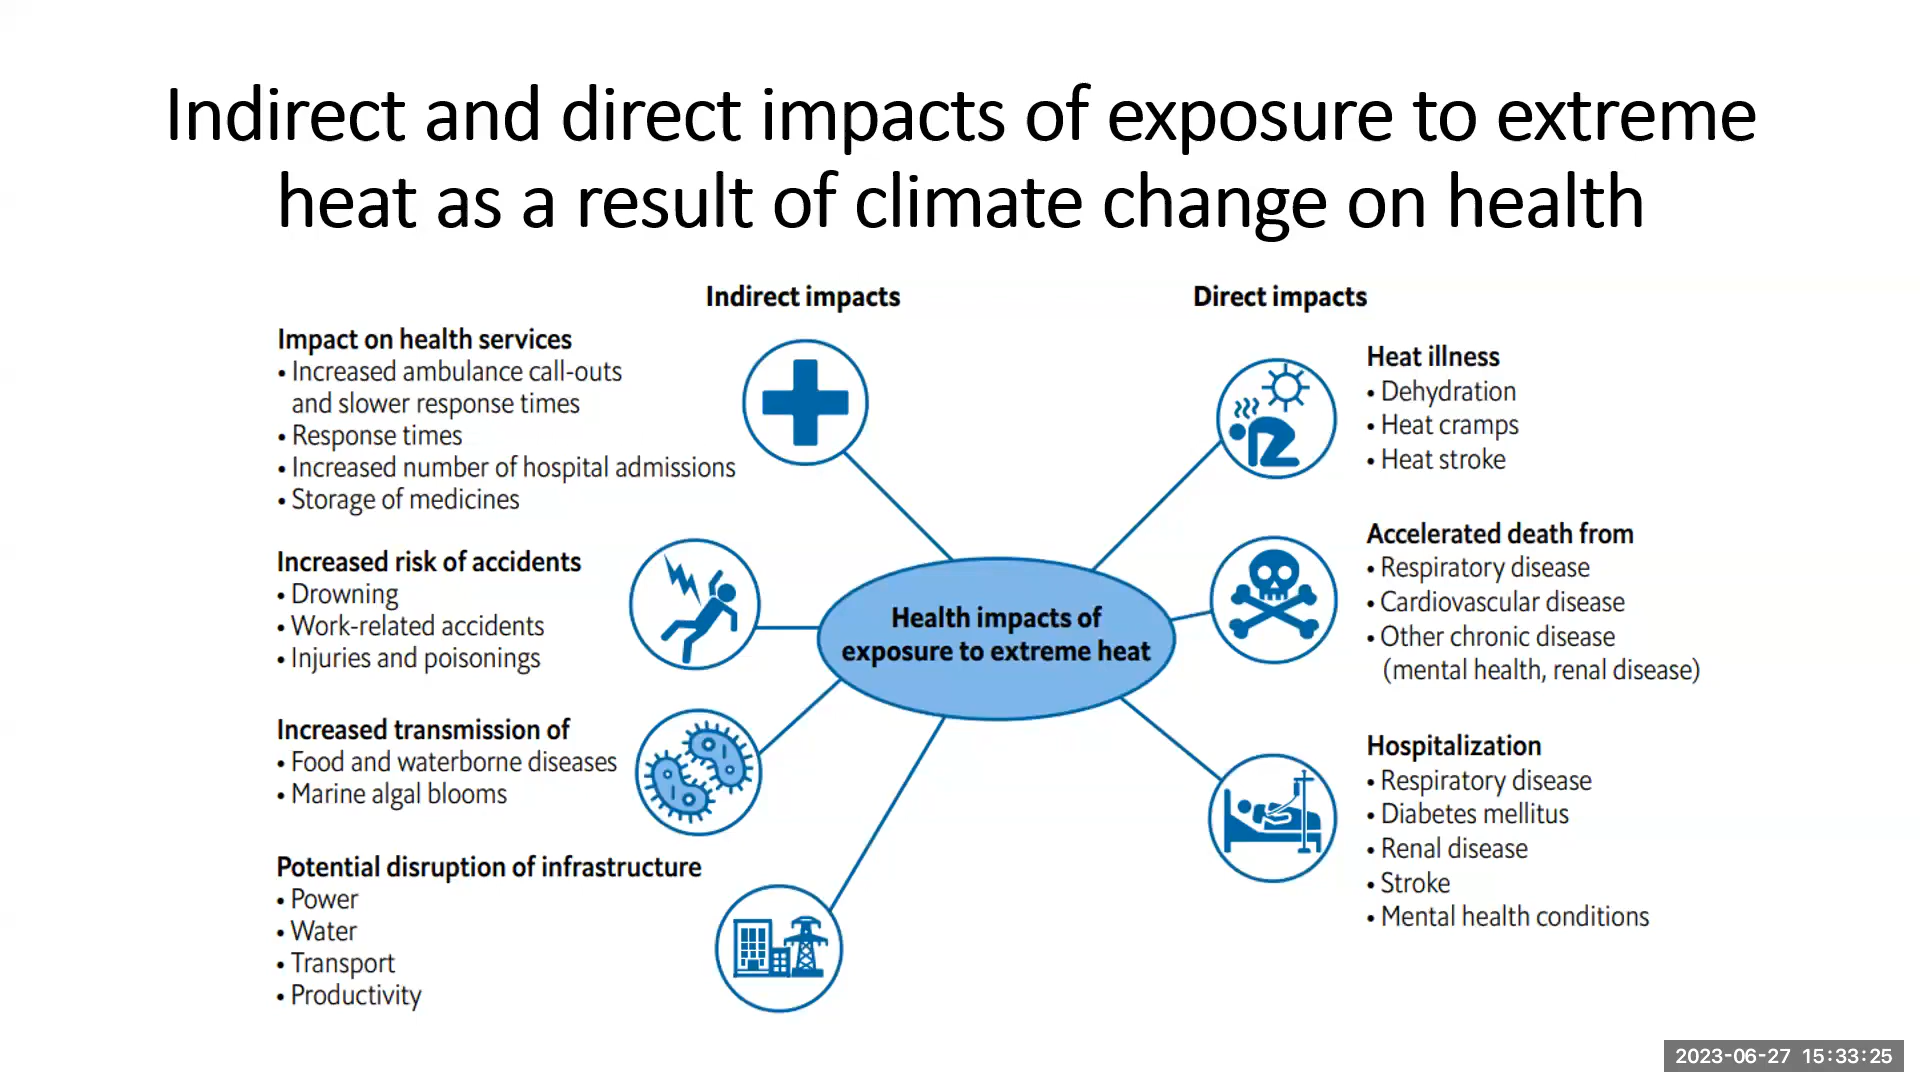 Indirect and direct impacts of exposure to extreme
heat as a result of climate change on health
Indirect impacts
Impact on health services
• Increased ambulance call-outs
and slower response times
• Response times
• Increased number of hospital admissions
• Storage of medicines
Increased risk of accidents
• Drowning
• Work-related accidents
• Injuries and poisonings
Increased transmission of
• Food and waterborne diseases
• Marine algal blooms
Potential disruption of infrastructure
• Power
• Water
• Transport
• Productivity
Health impacts of
exposure to extreme heat
Direct impacts
Heat illness
• Dehydration
• Heat cramps
• Heat stroke
Accelerated death from
• Respiratory disease
• Cardiovascular disease
• Other chronic disease
(mental health, renal disease)
Hospitalization
• Respiratory disease
• Diabetes mellitus
• Renal disease
• Stroke
• Mental health conditions
2023-06-27 15:33:25